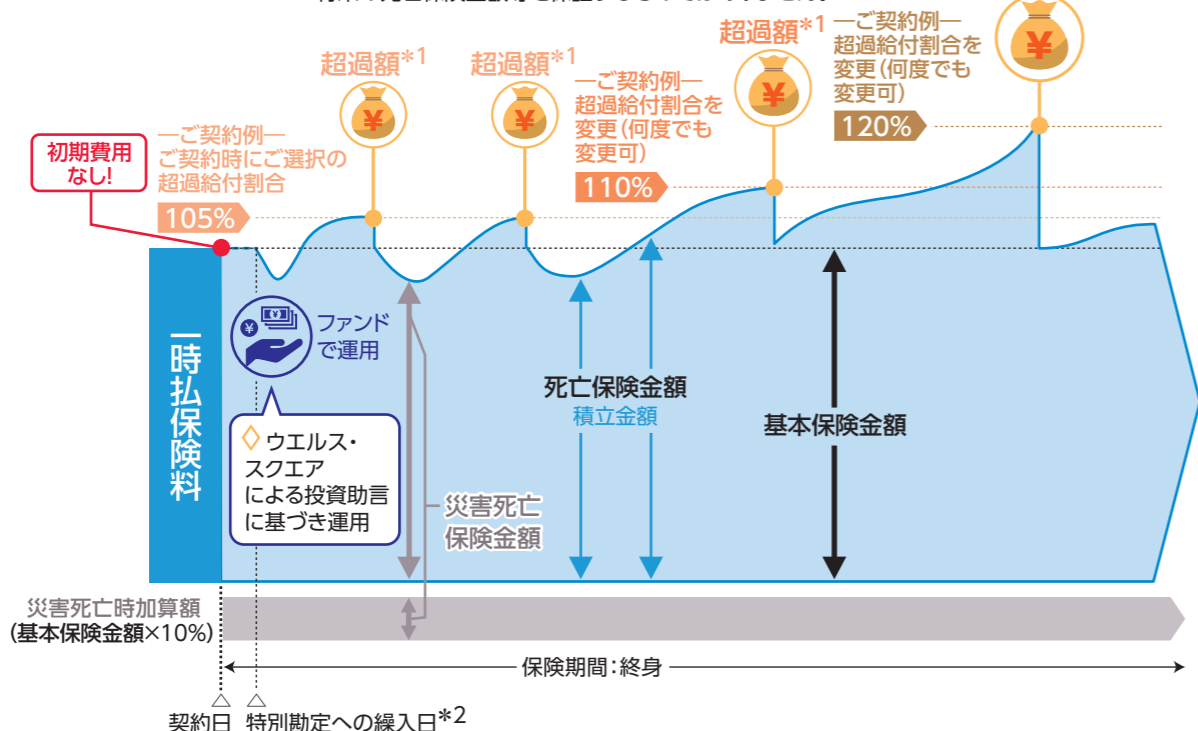 超過額*1
超過額*1
超過額*1
―ご契約例―
超過給付割合を
変更(何度でも
変更可)
120%
―ご契約例―
超過給付割合を
変更(何度でも
変更可)
110%
初期費用
なし!
―ご契約例―
ご契約時にご選択の
超過給付割合
105%
一時払保険料
ファンド
で運用
ウエルス・
スクエア
による投資助言
に基づき運用
死亡保険金額
積立金額
基本保険金額
災害死亡
保険金額
災害死亡時加算額
(基本保険金額×10%)
保険期間:終身
契約日 特別勘定への繰入日*2